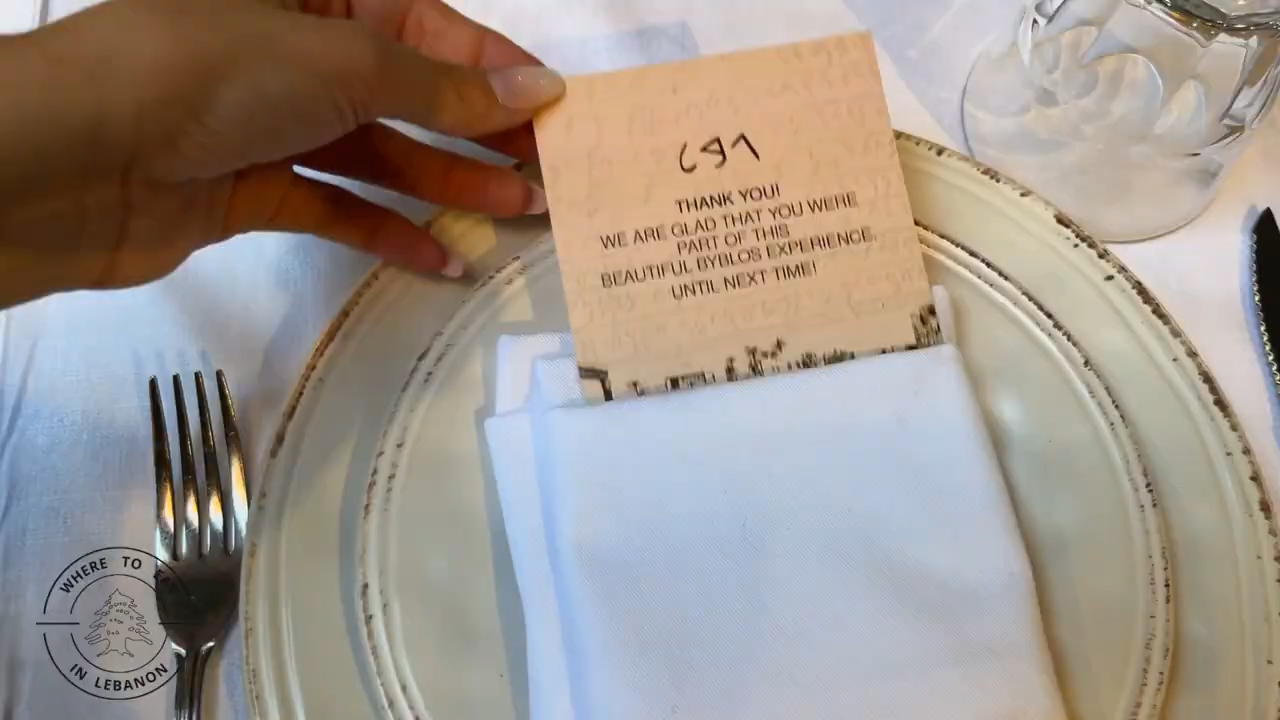 THANK YOU!
WE ARE GLAD THAT YOU WERE
PART OF THIS
BEAUTIFUL BYBLOS EXPERIENCE.
UNTIL NEXT TIME!
WHERE TO
IN LEBANON